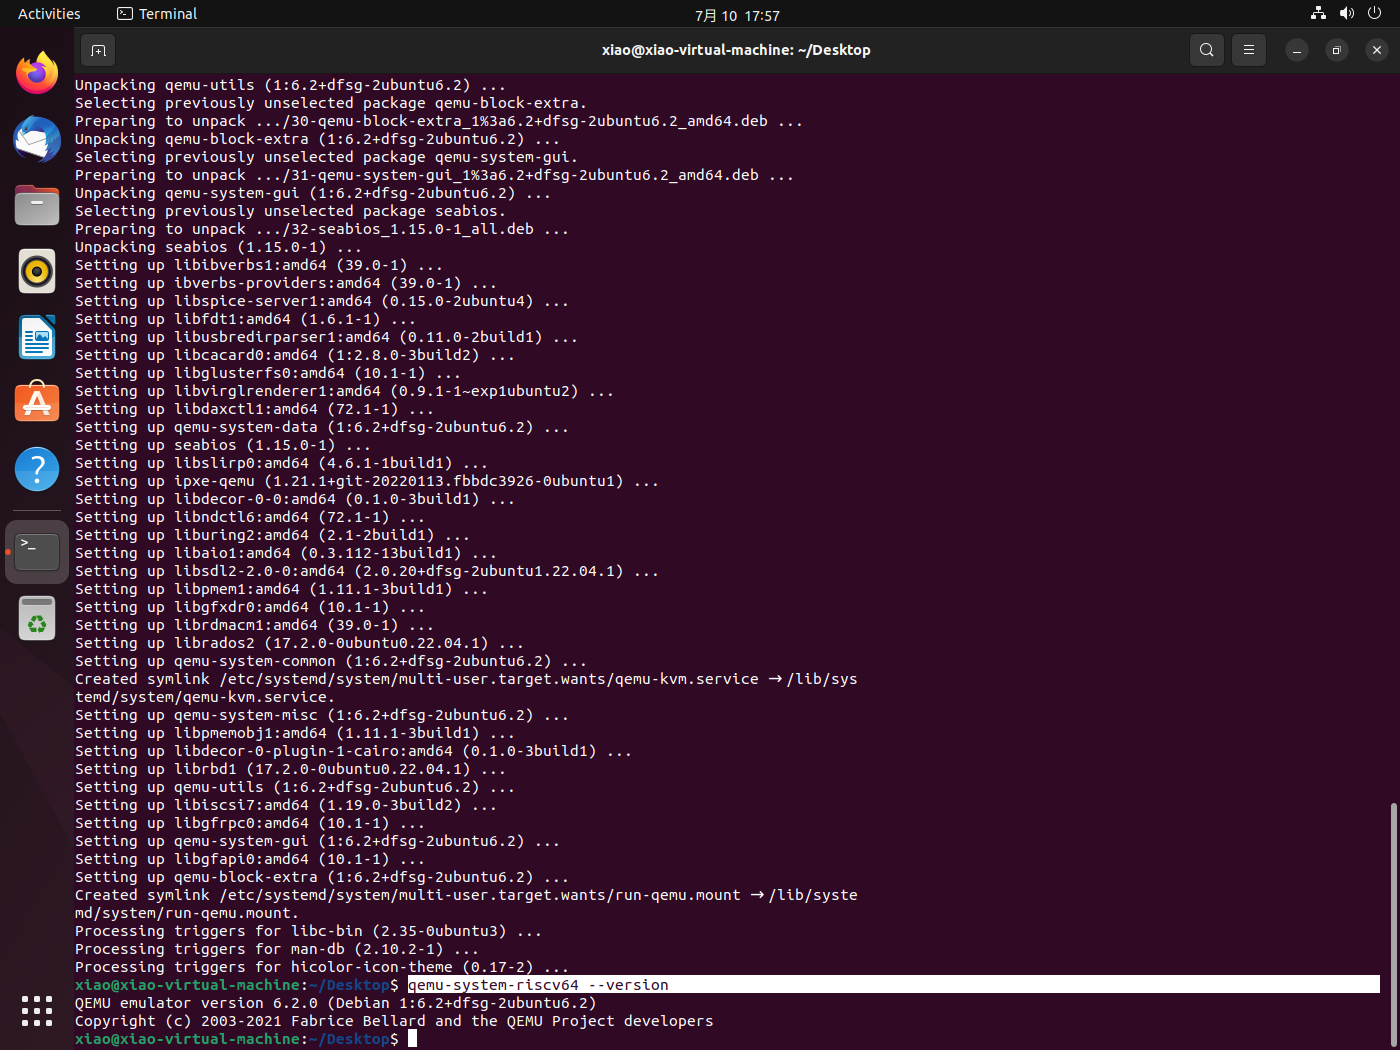 Activities
Terminal
7月 10 17:57
xiao@xiao-virtual-machine: ~/Desktop
Unpacking qemu-utils (1:6.2+dfsg-2ubuntu6.2) ...
Selecting previously unselected package qemu-block-extra.
Preparing to unpack .../30-qemu-block-extra_1%3a6.2+dfsg-2ubuntu6.2_amd64.deb ...
Unpacking qemu-block-extra (1:6.2+dfsg-2ubuntu6.2) ...
Selecting previously unselected package qemu-system-gui.
Preparing to unpack .../31-qemu-system-gui_1%3a6.2+dfsg-2ubuntu6.2_amd64.deb ...
Unpacking qemu-system-gui (1:6.2+dfsg-2ubuntu6.2) ...
Selecting previously unselected package seabios.
Preparing to unpack .../32-seabios_1.15.0-1_all.deb ...
Unpacking seabios (1.15.0-1) ...
Setting up libibverbs1:amd64 (39.0-1) ...
Setting up ibverbs-providers:amd64 (39.0-1) ...
Setting up libspice-server1:amd64 (0.15.0-2ubuntu4) ...
Setting up libfdt1:amd64 (1.6.1-1) ...
Setting up libusbredirparser1:amd64 (0.11.0-2build1) ...
Setting up libcacard0:amd64 (1:2.8.0-3build2) ...
Setting up libglusterfs0:amd64 (10.1-1) ...
Setting up libvirglrenderer1:amd64 (0.9.1-1~exp1ubuntu2) ...
Setting up libdaxctl1:amd64 (72.1-1) ...
Setting up qemu-system-data (1:6.2+dfsg-2ubuntu6.2) ...
Setting up seabios (1.15.0-1) ...
Setting up libslirp0:amd64 (4.6.1-1build1) ...
Setting up ipxe-qemu (1.21.1+git-20220113.fbbdc3926-0ubuntu1) ...
Setting up libdecor-0-0:amd64 (0.1.0-3build1) ...
Setting up libndctl6:amd64 (72.1-1) ...
Setting up liburing2:amd64 (2.1-2build1) ...
Setting up libaio1:amd64 (0.3.112-13build1) ...
Setting up libsdl2-2.0-0:amd64 (2.0.20+dfsg-2ubuntu1.22.04.1) ...
Setting up libpmem1:amd64 (1.11.1-3build1) ...
Setting up libgfxdr0:amd64 (10.1-1) ...
Setting up librdmacm1:amd64 (39.0-1) ...
Setting up librados2 (17.2.0-0ubuntu0.22.04.1) ...
Setting up qemu-system-common (1:6.2+dfsg-2ubuntu6.2) ...
Created symlink /etc/systemd/system/multi-user.target.wants/qemu-kvm.service → /lib/sys
temd/system/qemu-kvm.service.
Setting up qemu-system-misc (1:6.2+dfsg-2ubuntu6.2) ...
Setting up libpmemobj1:amd64 (1.11.1-3build1) ...
Setting up libdecor-0-plugin-1-cairo:amd64 (0.1.0-3build1) ...
Setting up librbd1 (17.2.0-0ubuntu0.22.04.1) ...
Setting up qemu-utils (1:6.2+dfsg-2ubuntu6.2) ...
Setting up libiscsi7:amd64 (1.19.0-3build2) ...
Setting up libgfrpc0:amd64 (10.1-1) ...
Setting up qemu-system-gui (1:6.2+dfsg-2ubuntu6.2) ...
Setting up libgfapi0:amd64 (10.1-1) ...
Setting up qemu-block-extra (1:6.2+dfsg-2ubuntu6.2) ...
Created symlink /etc/systemd/system/multi-user.target.wants/run-qemu.mount → /lib/syste
md/system/run-qemu.mount.
Processing triggers for libc-bin (2.35-0ubuntu3) ...
Processing triggers for man-db (2.10.2-1) ...
Processing triggers for hicolor-icon-theme (0.17-2) ...
xiao@xiao-virtual-machine:~/Desktop$ qemu-system-riscv64 --version
QEMU emulator version 6.2.0 (Debian 1:6.2+dfsg-2ubuntu6.2)
Copyright (c) 2003-2021 Fabrice Bellard and the QEMU Project developers
xiao@xiao-virtual-machine:~/Desktop$